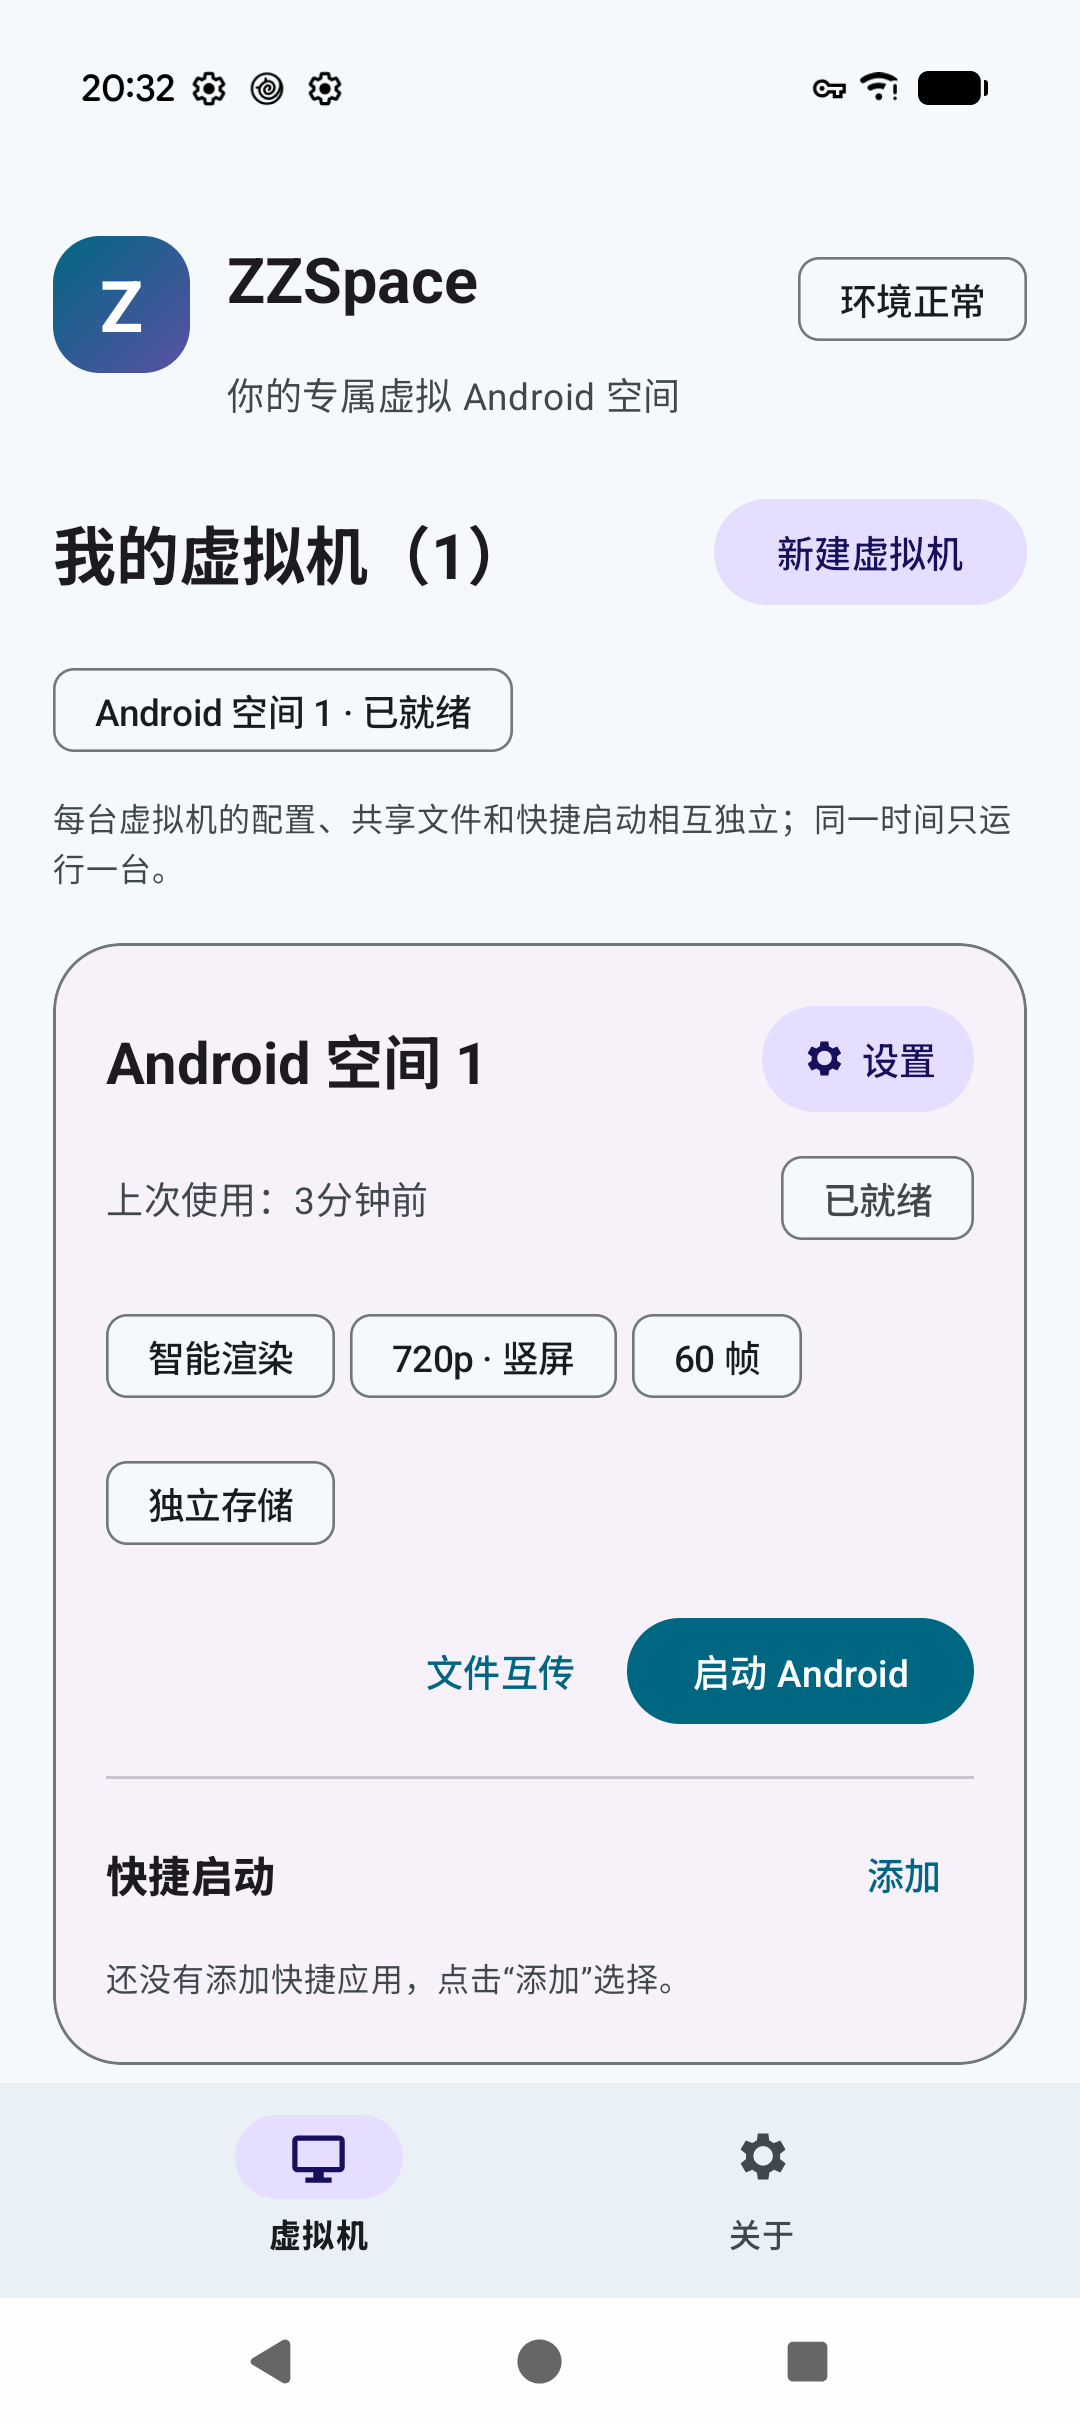 20:32
Z
ZZSpace
环境正常
你的专属虚拟 Android 空间
我的虚拟机（1）
新建虚拟机
Android 空间 1 · 已就绪
每台虚拟机的配置、共享文件和快捷启动相互独立；同一时间只运
行一台。
Android 空间 1
设置
上次使用：3分钟前
已就绪
智能渲染
720p · 竖屏
60 帧
独立存储
文件互传
启动 Android
快捷启动
添加
还没有添加快捷应用，点击“添加”选择。
虚拟机
关于